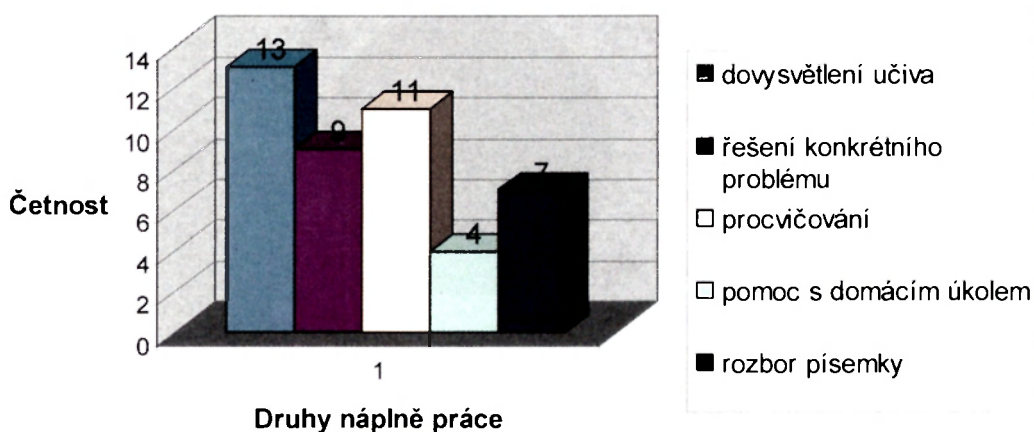 13
9
11
4
7
14
12
10
8
6
4
2
0
Četnost
1
Druhy náplně práce
dovysvětlení učiva
řešení konkrétního
problému
procvičování
pomoc s domácím úkolem
rozbor písemky